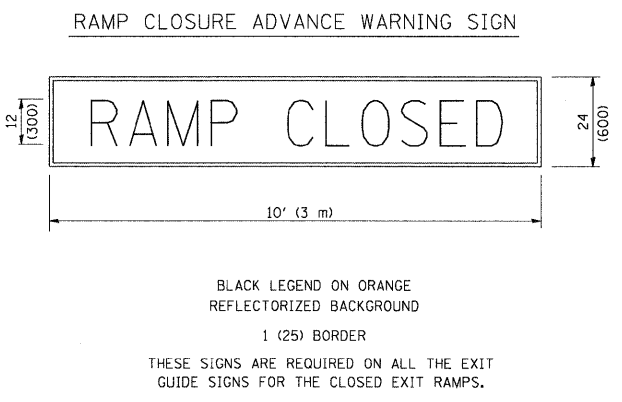 RAMP CLOSURE ADVANCE WARNING SIGN
RAMP CLOSED
12
(300)
24
(600)
10' (3 m)
BLACK LEGEND ON ORANGE
REFLECTORIZED BACKGROUND
1 (25) BORDER
THESE SIGNS ARE REQUIRED ON ALL THE EXIT
GUIDE SIGNS FOR THE CLOSED EXIT RAMPS.